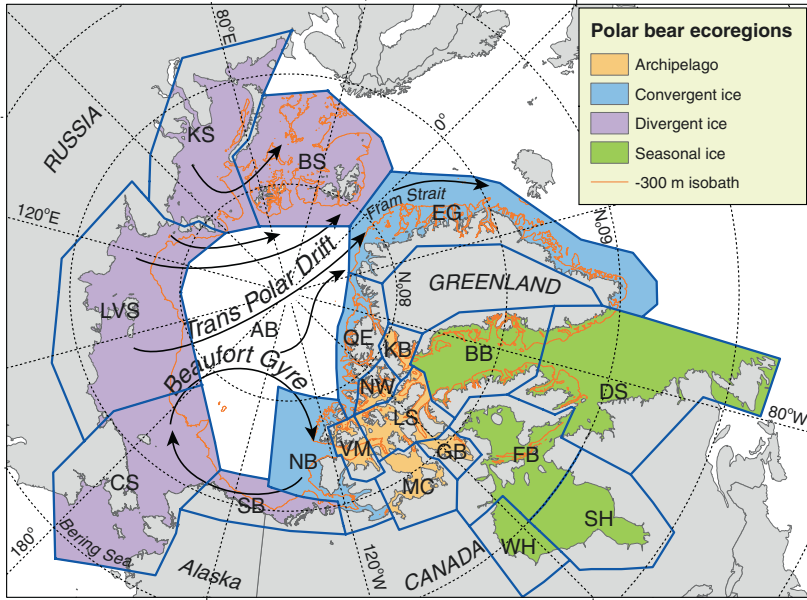 Polar bear ecoregions
Archipelago
Convergent ice
Divergent ice
Seasonal ice
-300 m isobath
80°E
RUSSIA
KS
BS
0°
120°E
Fram Strait
EG
60°N
80°N
GREENLAND
LVS
Trans Polar Drift
AB
Beaufort Gyre
QE
KB
BB
NW
DS
LS
80°W
VM
GB
FB
NB
MC
CS
SB
SH
WH
Bering Sea
180°
Alaska
120°W
CANADA